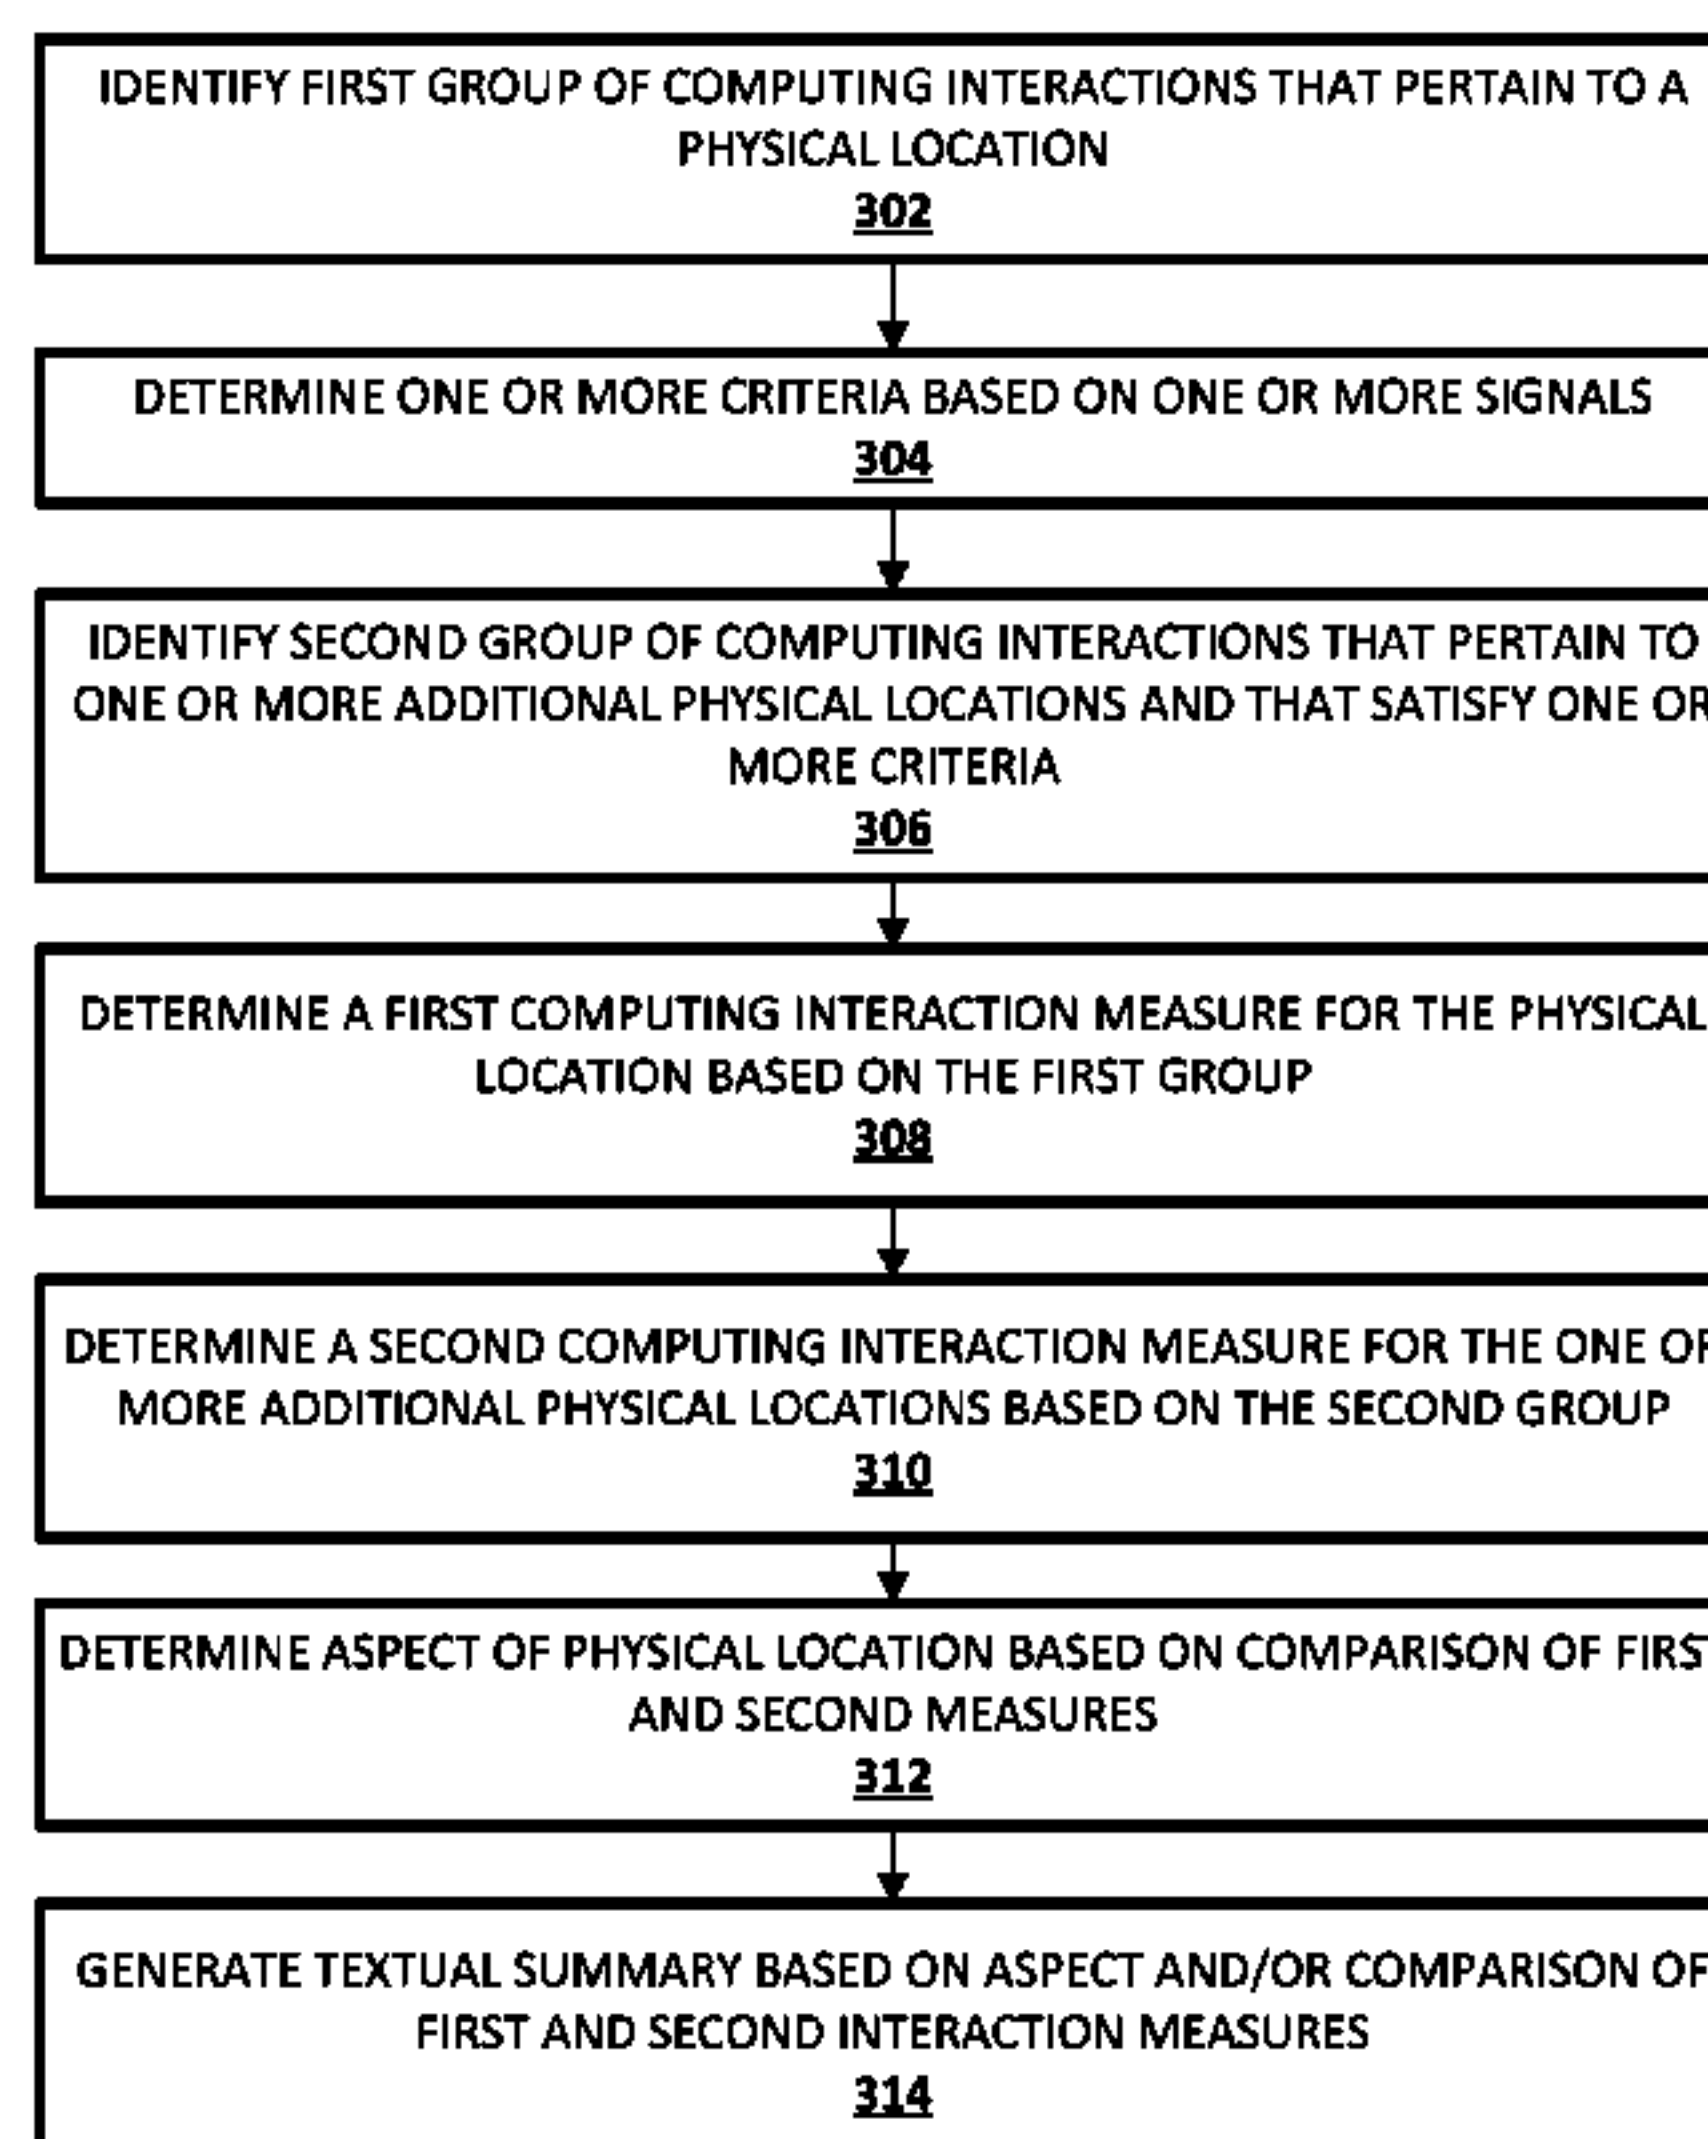 IDENTIFY FIRST GROUP OF COMPUTING INTERACTIONS THAT PERTAIN TO A
PHYSICAL LOCATION
302
DETERMINE ONE OR MORE CRITERIA BASED ON ONE OR MORE SIGNALS
304
IDENTIFY SECOND GROUP OF COMPUTING INTERACTIONS THAT PERTAIN TO
ONE OR MORE ADDITIONAL PHYSICAL LOCATIONS AND THAT SATISFY ONE OR
MORE CRITERIA
306
DETERMINE A FIRST COMPUTING INTERACTION MEASURE FOR THE PHYSICAL
LOCATION BASED ON THE FIRST GROUP
308
DETERMINE A SECOND COMPUTING INTERACTION MEASURE FOR THE ONE OR
MORE ADDITIONAL PHYSICAL LOCATIONS BASED ON THE SECOND GROUP
310
DETERMINE ASPECT OF PHYSICAL LOCATION BASED ON COMPARISON OF FIRST
AND SECOND MEASURES
312
GENERATE TEXTUAL SUMMARY BASED ON ASPECT AND/OR COMPARISON OF
FIRST AND SECOND INTERACTION MEASURES
314